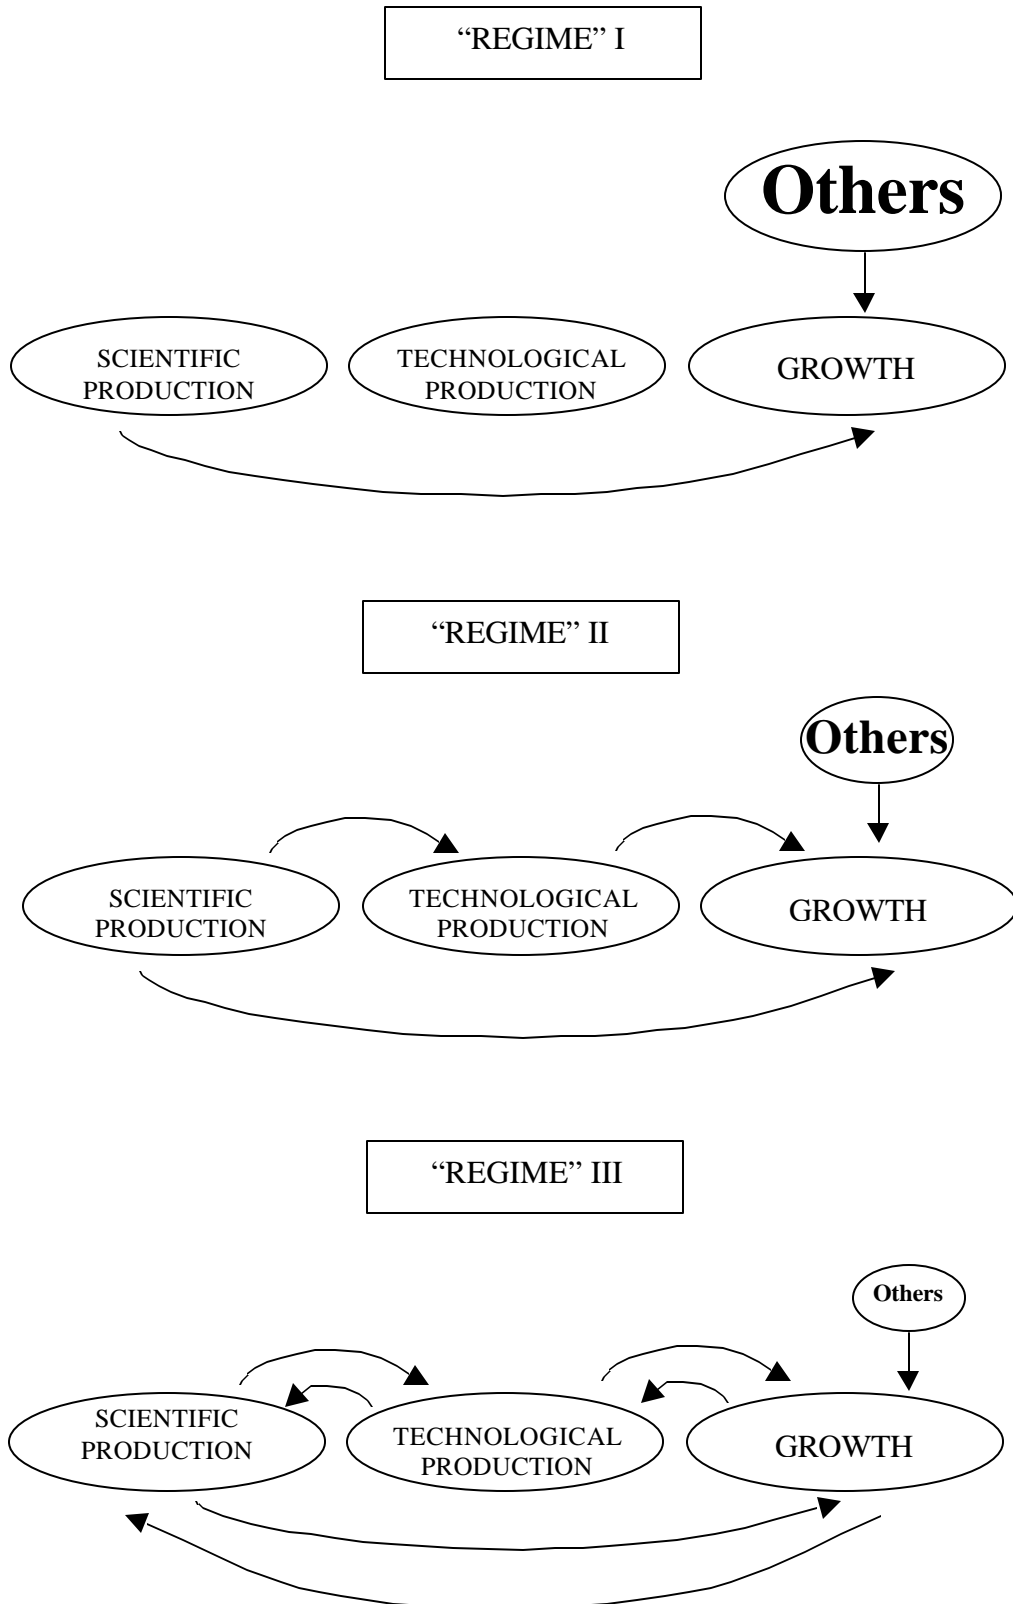 “REGIME” I
Others
SCIENTIFIC
PRODUCTION
TECHNOLOGICAL
PRODUCTION
GROWTH
“REGIME” II
Others
SCIENTIFIC
PRODUCTION
TECHNOLOGICAL
PRODUCTION
GROWTH
“REGIME” III
Others
SCIENTIFIC
PRODUCTION
TECHNOLOGICAL
PRODUCTION
GROWTH